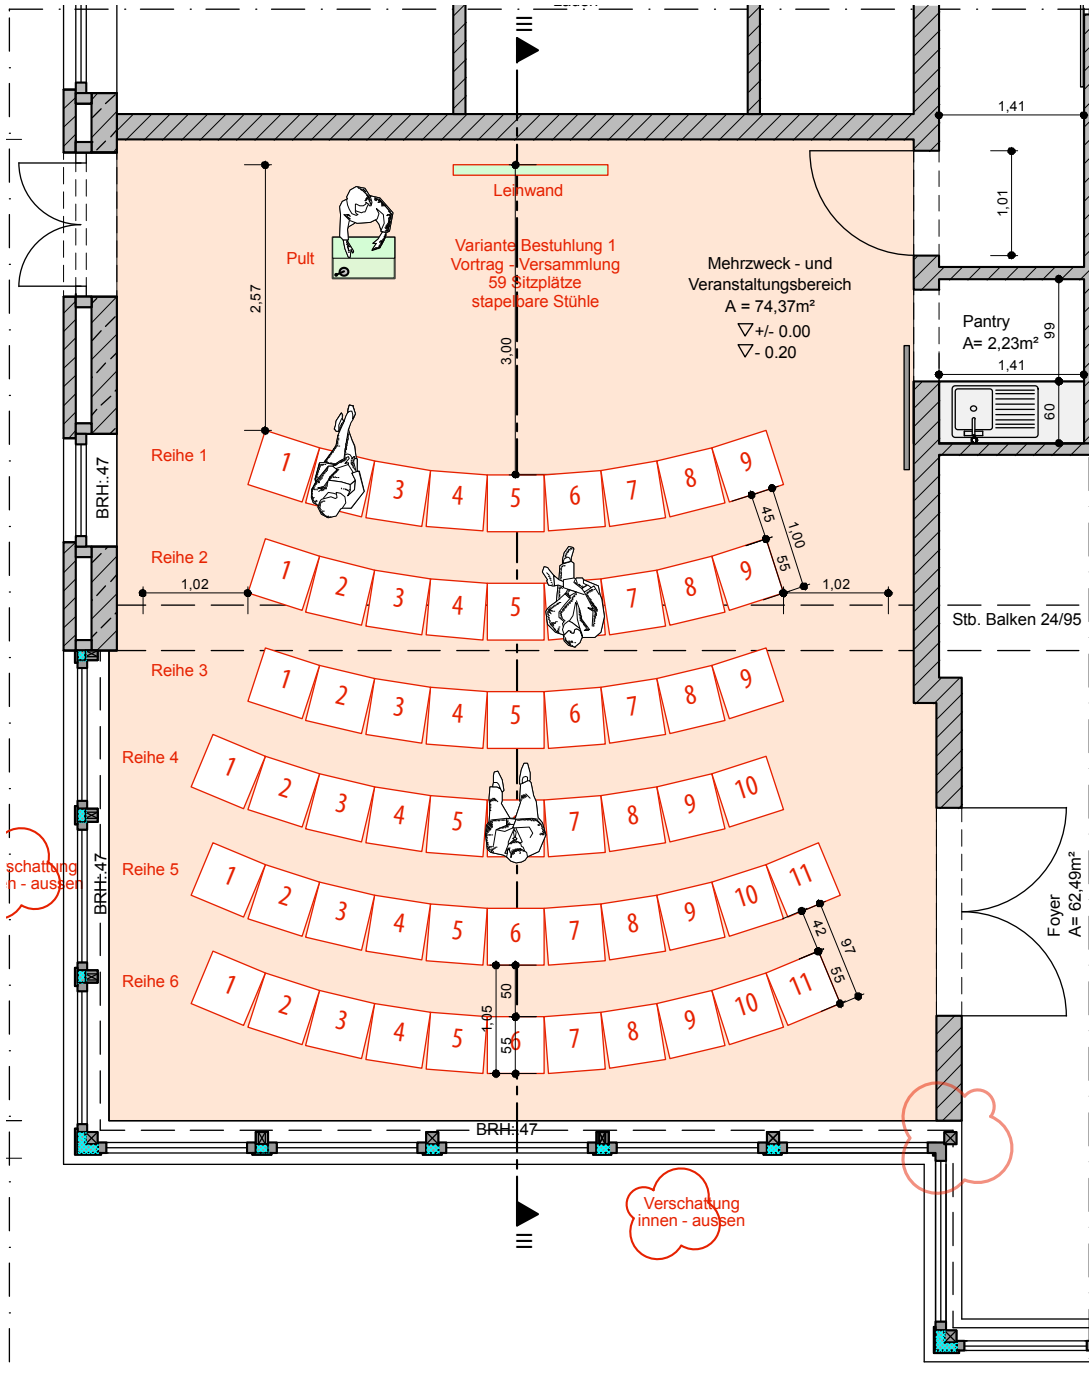 III
1,41
1,01
Leinwand
Pult
Variante Bestuhlung 1
Vortrag - Versammlung
59 Sitzplätze
stapelbare Stühle
2,57
3,00
Mehrzweck - und
Veranstaltungsbereich
A = 74,37m²
+/- 0.00
- 0.20
Pantry
A= 2,23m²
99
1,41
60
BRH:.47
Reihe 1
1 3 4 5 6 7 8 9
45
1,00
55
Reihe 2
1 2 3 4 5 7 8 9
1,02
1,02
Stb. Balken 24/95
Reihe 3
1 2 3 4 5 6 7 8 9
Reihe 4
1 2 3 4 5 7 8 9 10
schattung
n - aussen
BRH:.47
Reihe 5
1 2 3 4 5 6 7 8 9 10 11
42
97
55
Foyer
A= 62,49m²
Reihe 6
1 2 3 4 5 6 7 8 9 10 11
50
1,05
55
BRH:.47
Verschattung
innen - aussen
III